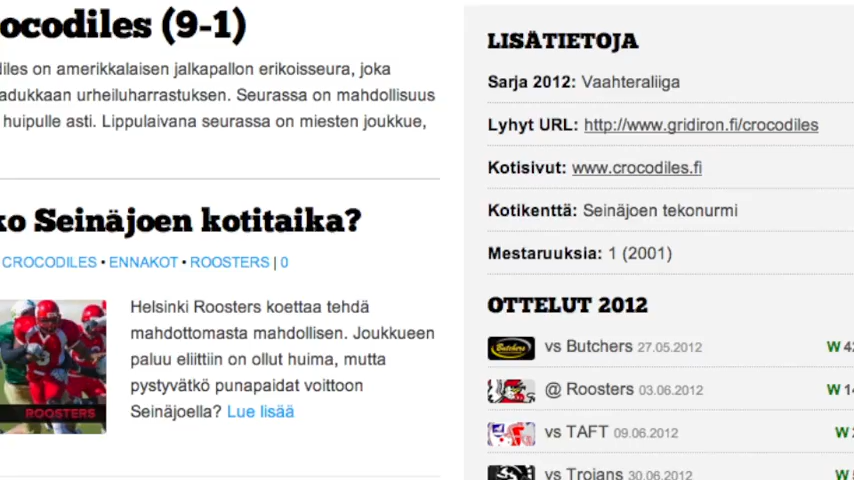 ocodiles (9-1)
iles on amerikkalaisen jalkapallon erikoisseura, joka
adukkaan urheiluharrastuksen. Seurassa on mahdollisuus
huipulle asti. Lippulaivana seurassa on miesten joukkue,
ko Seinäjoen kotitaika?
CROCODILES • ENNAKOT • ROOSTERS | 0
Helsinki Roosters koettaa tehdä
mahdottomasta mahdollisen. Joukkueen
paluu eliittiin on ollut huima, mutta
pystyvätkö punapaidat voittoon
Seinäjoella? Lue lisää
ROOSTERS
LISÄTIETOJA
Sarja 2012: Vaahteraliiga
Lyhyt URL: http://www.gridiron.fi/crocodiles
Kotisivut: www.crocodiles.fi
Kotikenttä: Seinäjoen tekonurmi
Mestaruuksia: 1 (2001)
OTTELUT 2012
Butchers vs Butchers 27.05.2012 W 42
@ Roosters 03.06.2012 W 14
vs TAFT 09.06.2012 W 2
vs Trojans 30.06.2012 W